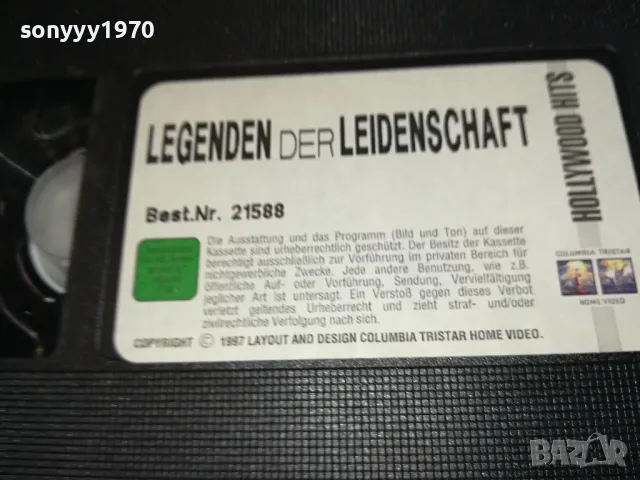 sonyyy1970
LEGENDEN DER LEIDENSCHAFT
HOLLYWOOD HITS
Best.Nr. 21588
Die Ausstattung und das Programm (Bild und Ton) auf dieser
Kassette sind urheberrechtlich geschützt. Der Besitz der Kassette
berechtigt ausschließlich zur Vorführung im privaten Bereich für
nichtgewerbliche Zwecke. Jede andere Benutzung, wie z.B.
öffentliche Auf- oder Vorführung, Sendung, Vervielfältigung
jeglicher Art ist untersagt. Ein Verstoß gegen dieses Verbot
verletzt geltendes Urheberrecht und zieht straf- und/oder
zivilrechtliche Verfolgung nach sich.
COLUMBIA TRISTAR
HOME VIDEO
COPYRIGHT © 1997 LAYOUT AND DESIGN COLUMBIA TRISTAR HOME VIDEO.
BAZAR